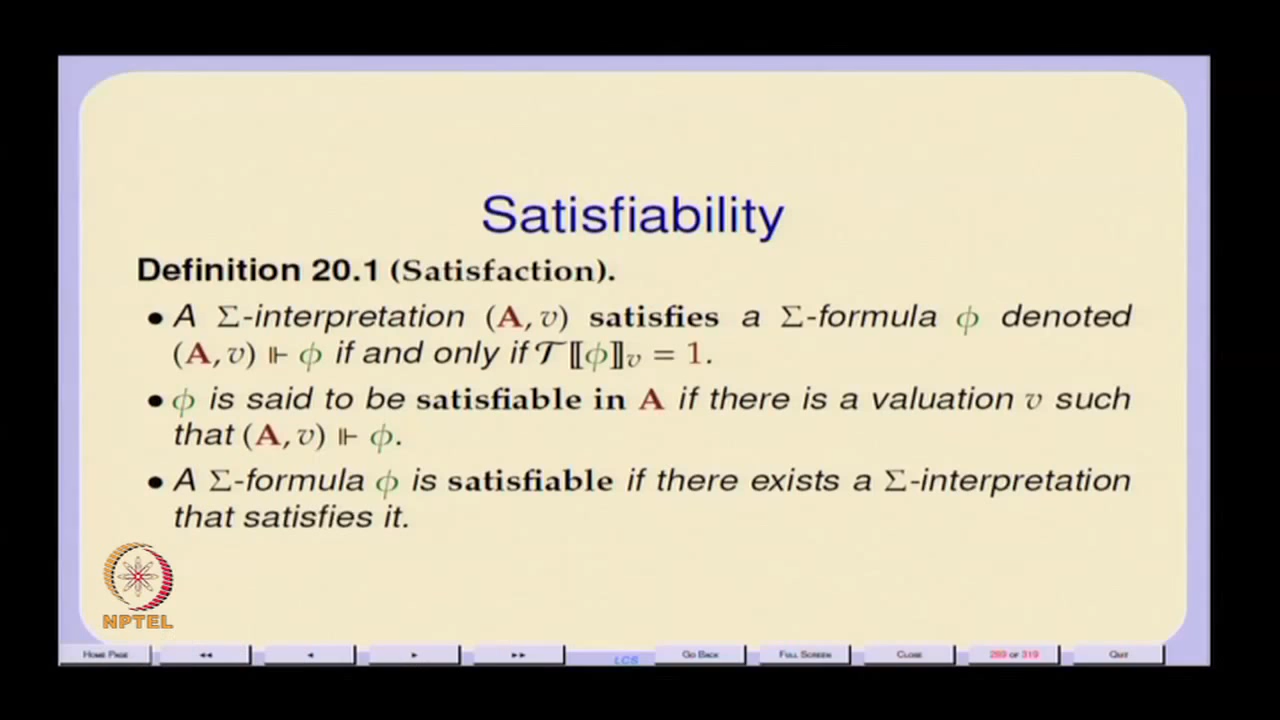 Satisfiability
Definition 20.1 (Satisfaction).
• A Σ-interpretation (A, v) satisfies a Σ-formula ϕ denoted
(A, v) ⊩ ϕ if and only if 𝒯⟦ϕ⟧ᵥ = 1.
• ϕ is said to be satisfiable in A if there is a valuation v such
that (A, v) ⊩ ϕ.
• A Σ-formula ϕ is satisfiable if there exists a Σ-interpretation
that satisfies it.
NPTEL
Home Page ◄◄ ◄ ► ►► LCS Go Back Full Screen Close 289 of 319 Quit